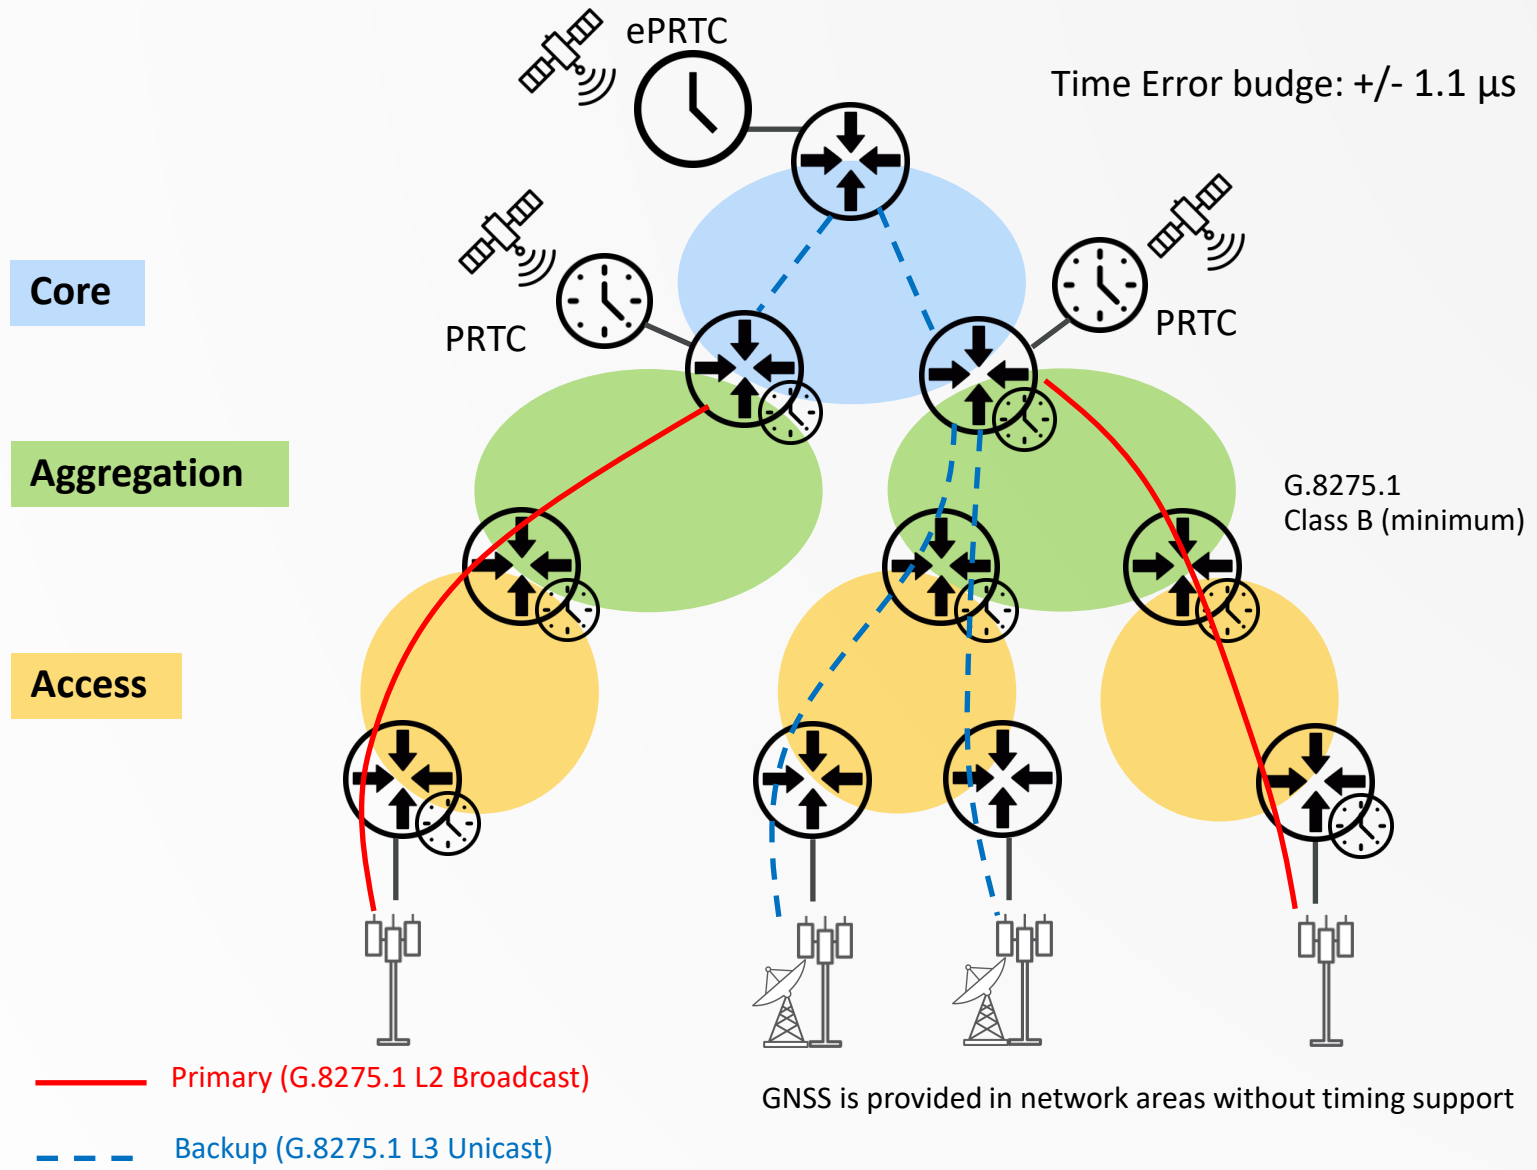 ePRTC
Time Error budge: +/- 1.1 µs
Core
PRTC
PRTC
Aggregation
G.8275.1
Class B (minimum)
Access
Primary (G.8275.1 L2 Broadcast)
GNSS is provided in network areas without timing support
Backup (G.8275.1 L3 Unicast)